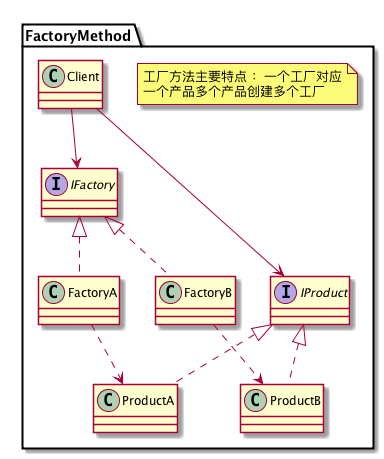 FactoryMethod
C Client
工厂方法主要特点： 一个工厂对应
一个产品多个产品创建多个工厂
I IFactory
C FactoryA
C FactoryB
I IProduct
C ProductA
C ProductB